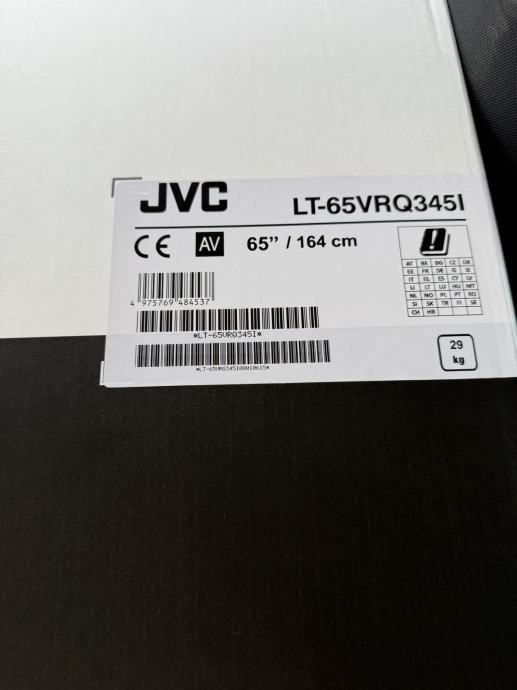 JVC
LT-65VRQ345I
CE
AV
65” / 164 cm
AT BE BG CZ DK
EE FR DE IS IE
IT EL ES CY LV
LI LT LU HU MT
NL NO PL PT RO
SI SK TR FI SE
CH HR
4 975769 484537
*LT-65VRQ345I*
*LT-65VRQ345I00010615*
29
kg